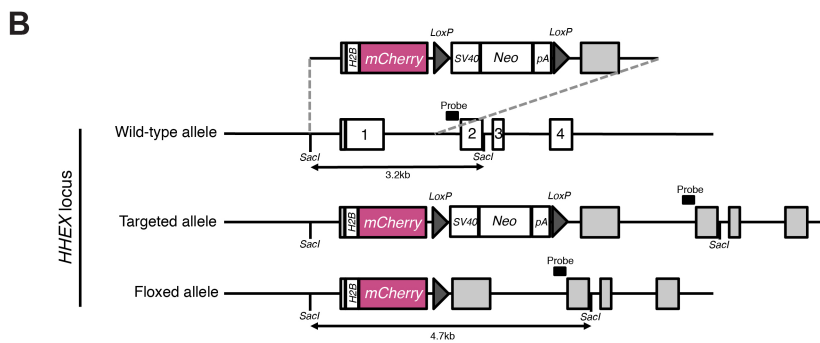 B
LoxP LoxP
H2B mCherry SV40 Neo pA
Probe
Wild-type allele 1 2 3 4
SacI SacI
3.2kb
HHEX locus
LoxP LoxP Probe
Targeted allele H2B mCherry SV40 Neo pA
SacI SacI
Probe
Floxed allele H2B mCherry
SacI SacI
4.7kb